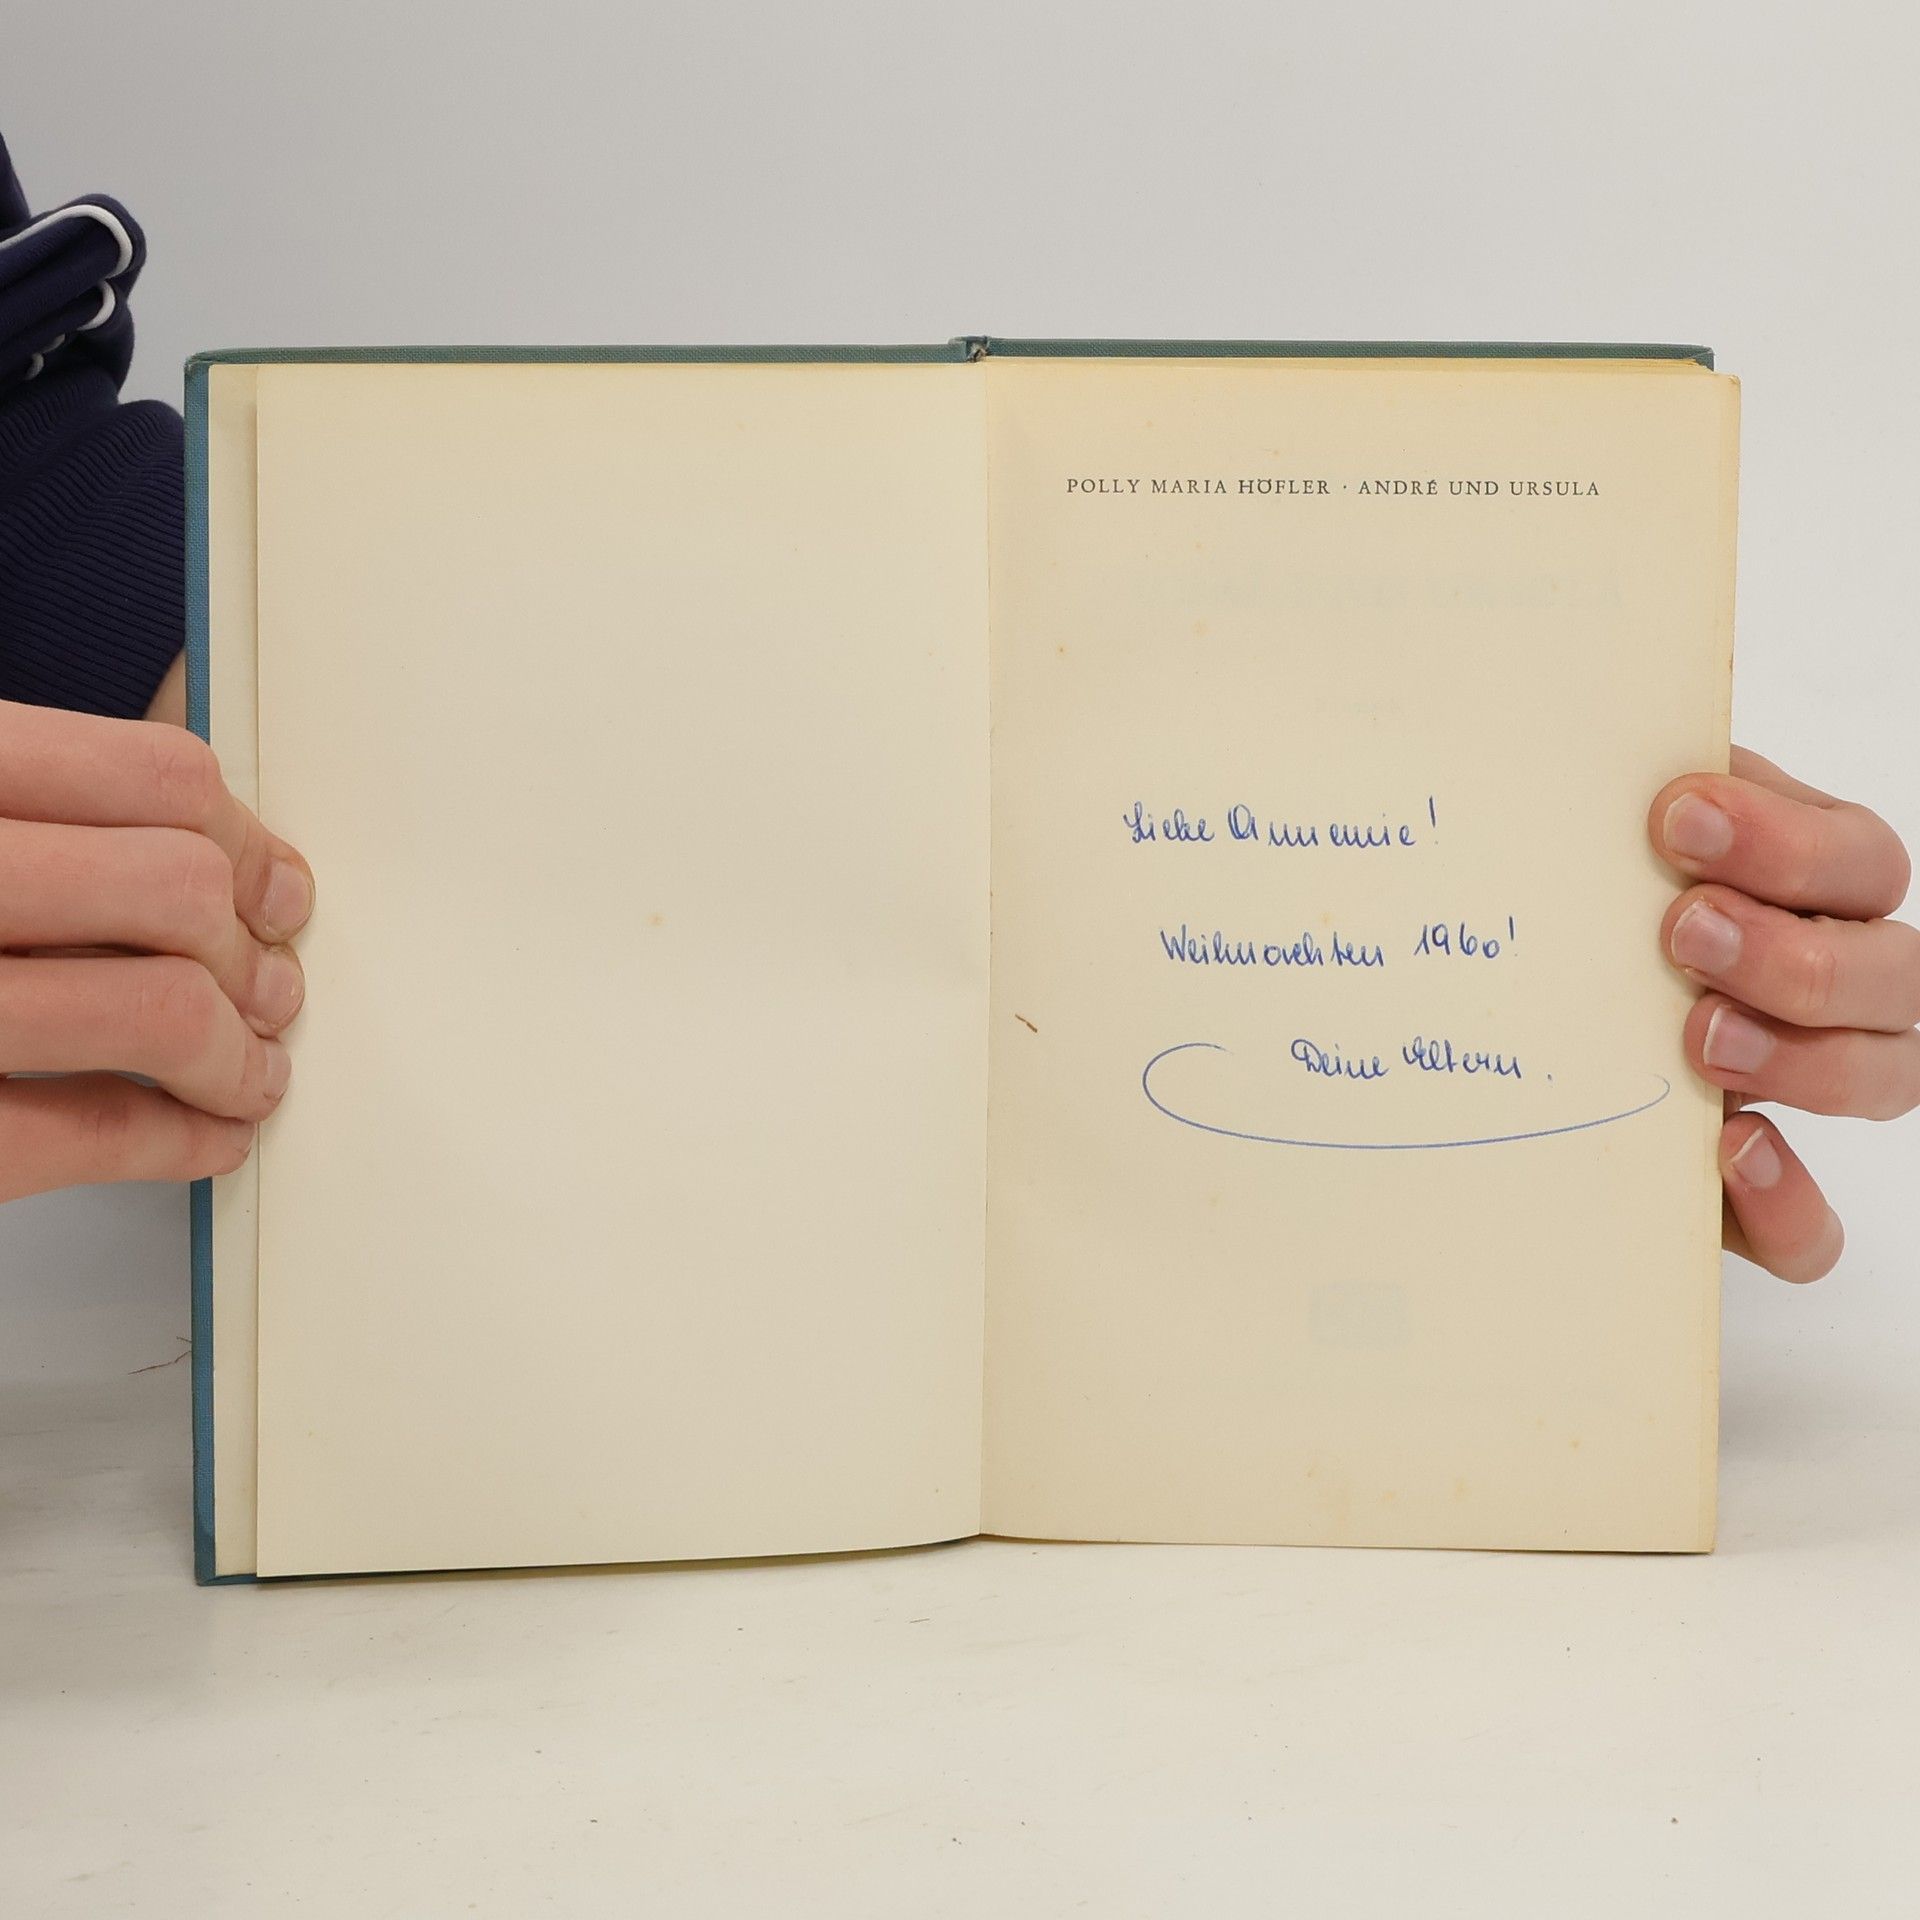 POLLY MARIA HÖFLER · ANDRÉ UND URSULA
Liebe Annemie!
Weihnachten 1960!
Deine Eltern.